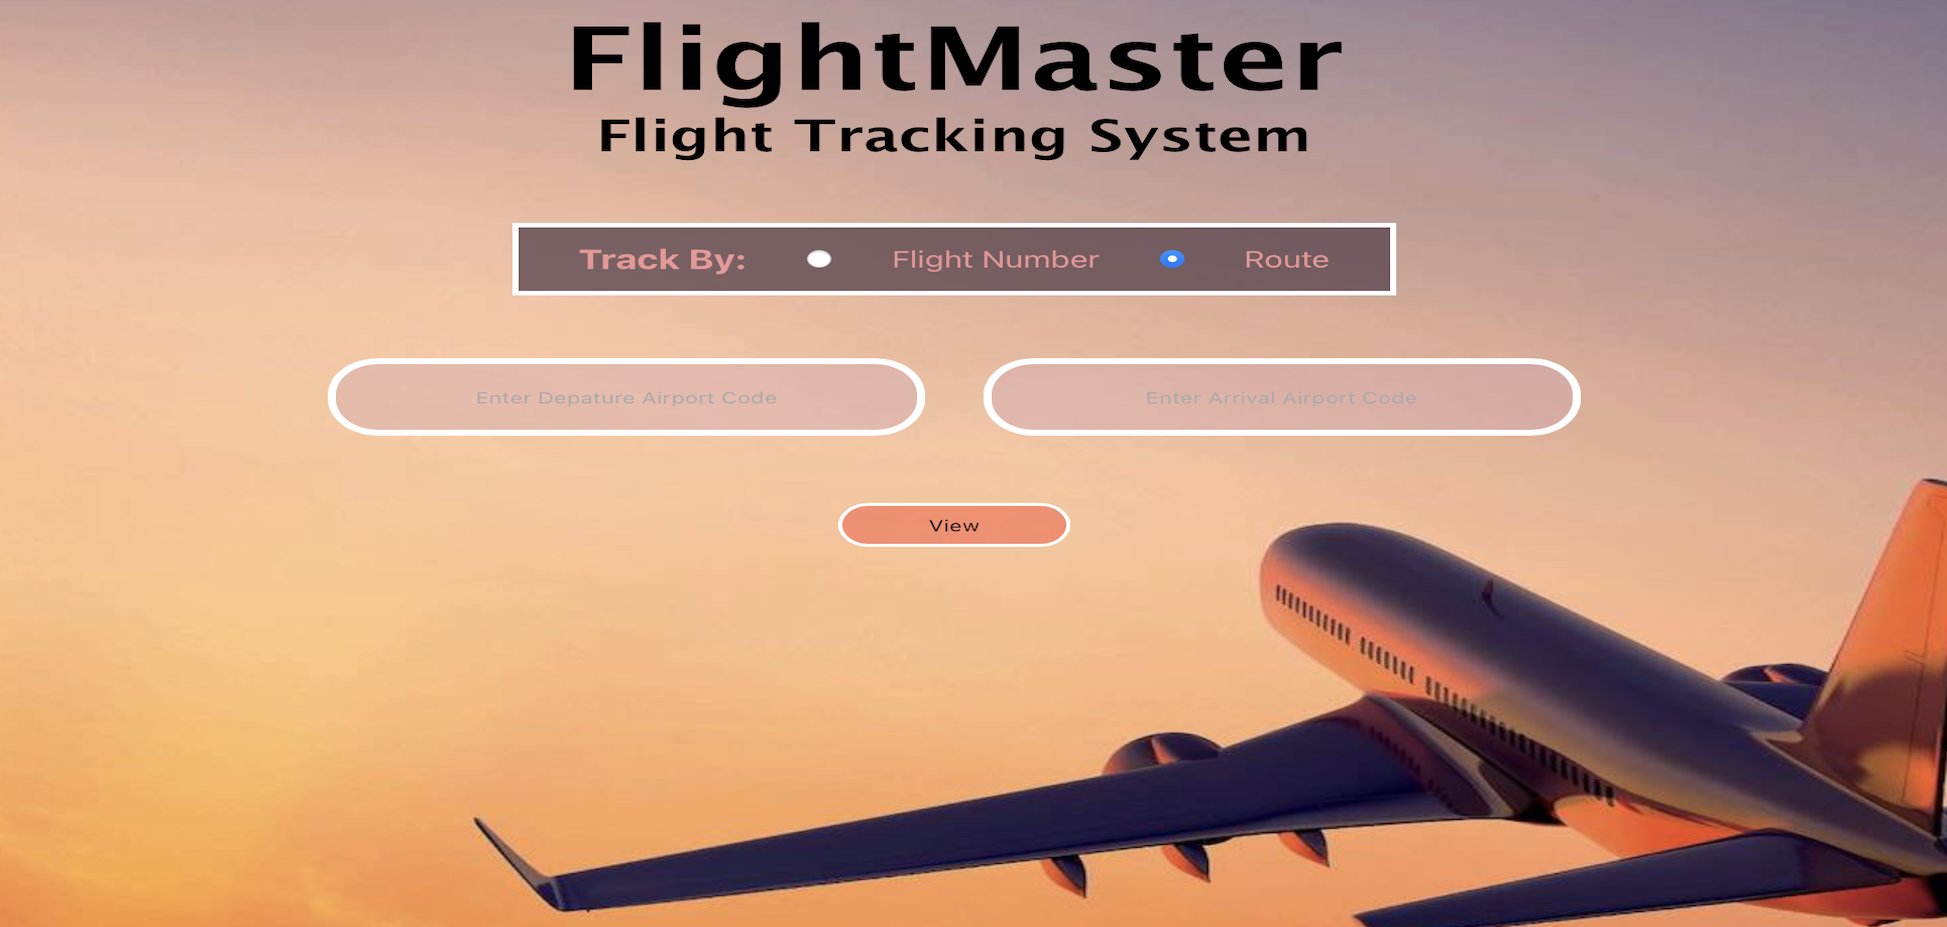 FlightMaster
Flight Tracking System
Track By: Flight Number Route
Enter Depature Airport Code Enter Arrival Airport Code
View